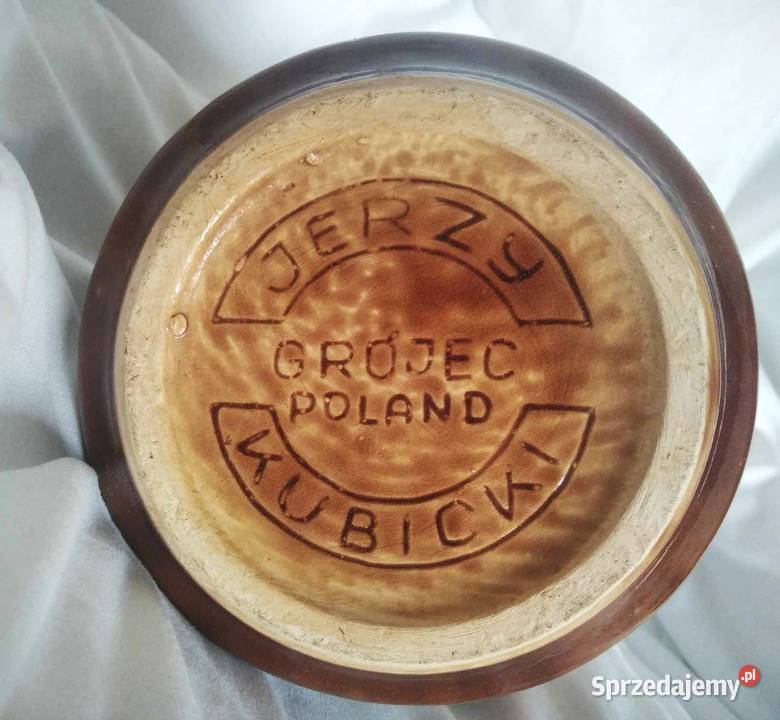 JERZY
GRÓJEC
POLAND
KUBICKI
Sprzedajemy.pl